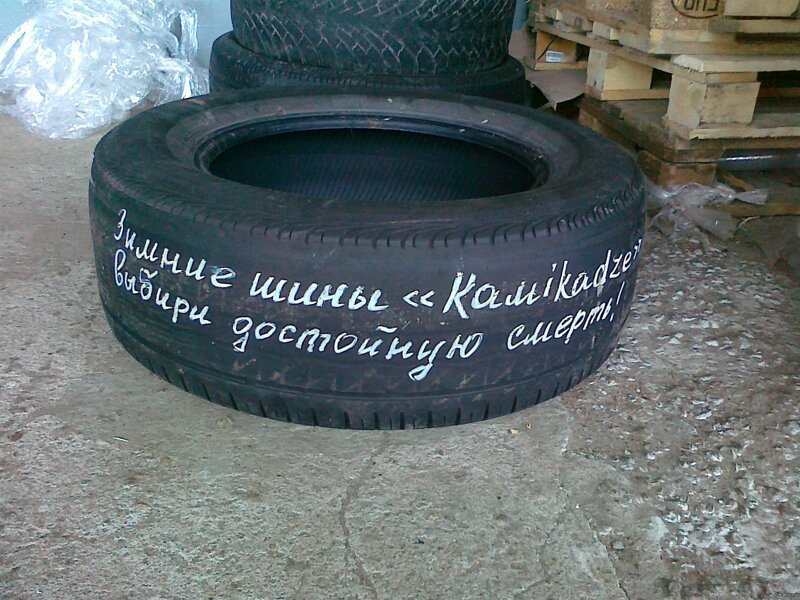 Зимние шины «Kamikadze»
выбири достойную смерть!